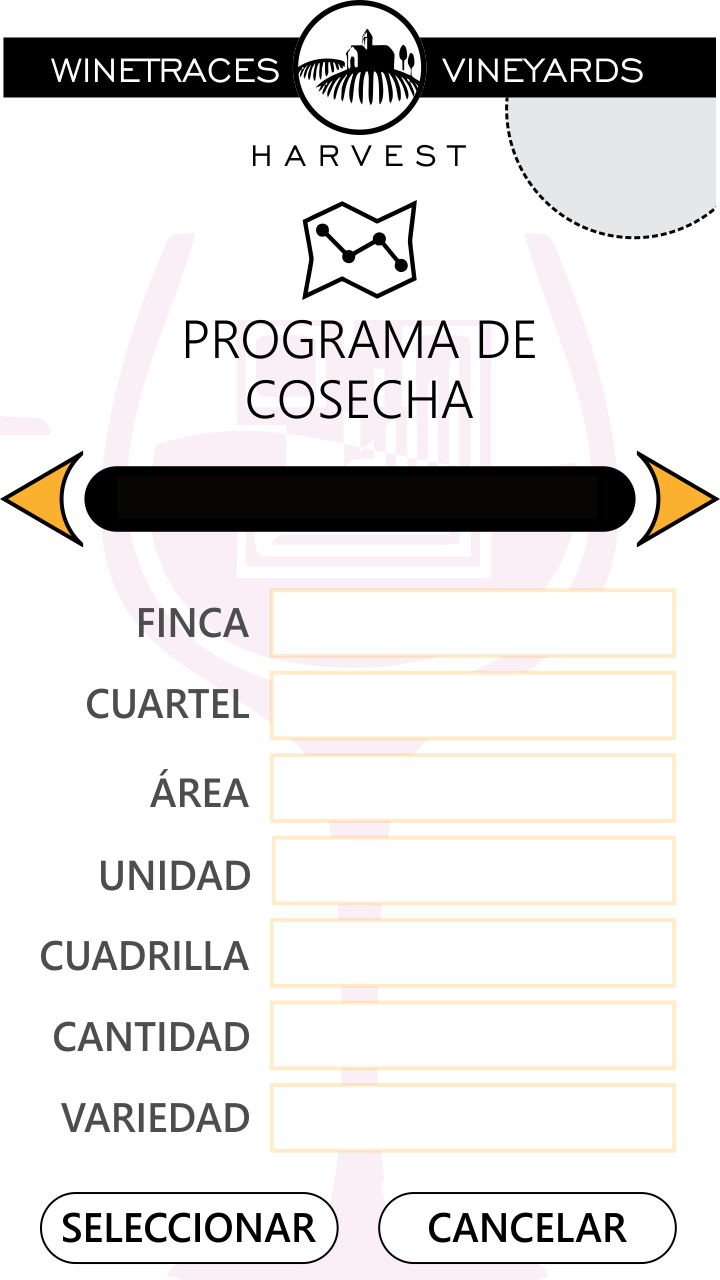 WINETRACES VINEYARDS
HARVEST
PROGRAMA DE
COSECHA
FINCA
CUARTEL
ÁREA
UNIDAD
CUADRILLA
CANTIDAD
VARIEDAD
SELECCIONAR CANCELAR